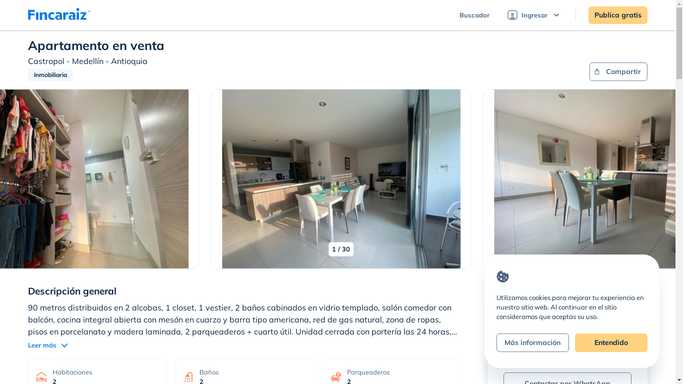 Fincaraiz
Buscador
Ingresar
Publica gratis
Apartamento en venta
Castropol - Medellín - Antioquia
Inmobiliaria
Compartir
1 / 30
Descripción general
90 metros distribuidos en 2 alcobas, 1 closet, 1 vestier, 2 baños cabinados en vidrio templado, salón comedor con
balcón, cocina integral abierta con mesón en cuarzo y barra tipo americana, red de gas natural, zona de ropas,
pisos en porcelanato y madera laminada, 2 parqueaderos + cuarto útil. Unidad cerrada con portería las 24 horas,...
Leer más
Habitaciones
2
Baños
2
Parqueaderos
2
Utilizamos cookies para mejorar tu experiencia en
nuestro sitio web. Al continuar en el sitio
consideramos que aceptas su uso.
Más información
Entendido
Contactar por WhatsApp